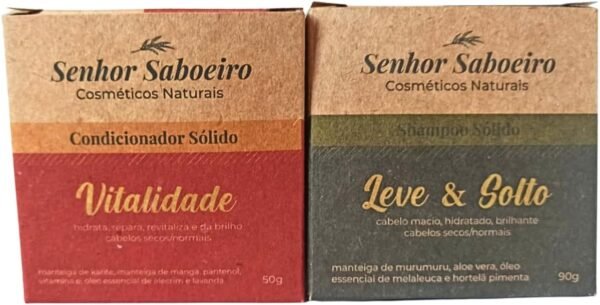 Senhor Saboeiro
Cosméticos Naturais
Condicionador Sólido
Vitalidade
hidrata, repara, revitaliza e da brilho
cabelos secos/normais
manteiga de karite, manteiga de manga, pantenol,
vitamina e, óleo essencial de alecrim e lavanda
50g
Senhor Saboeiro
Cosméticos Naturais
Shampoo Sólido
Leve & Solto
cabelo macio, hidratado, brilhante
cabelos secos/normais
manteiga de murumuru, aloe vera, óleo
essencial de melaleuca e hortelã pimenta
90g